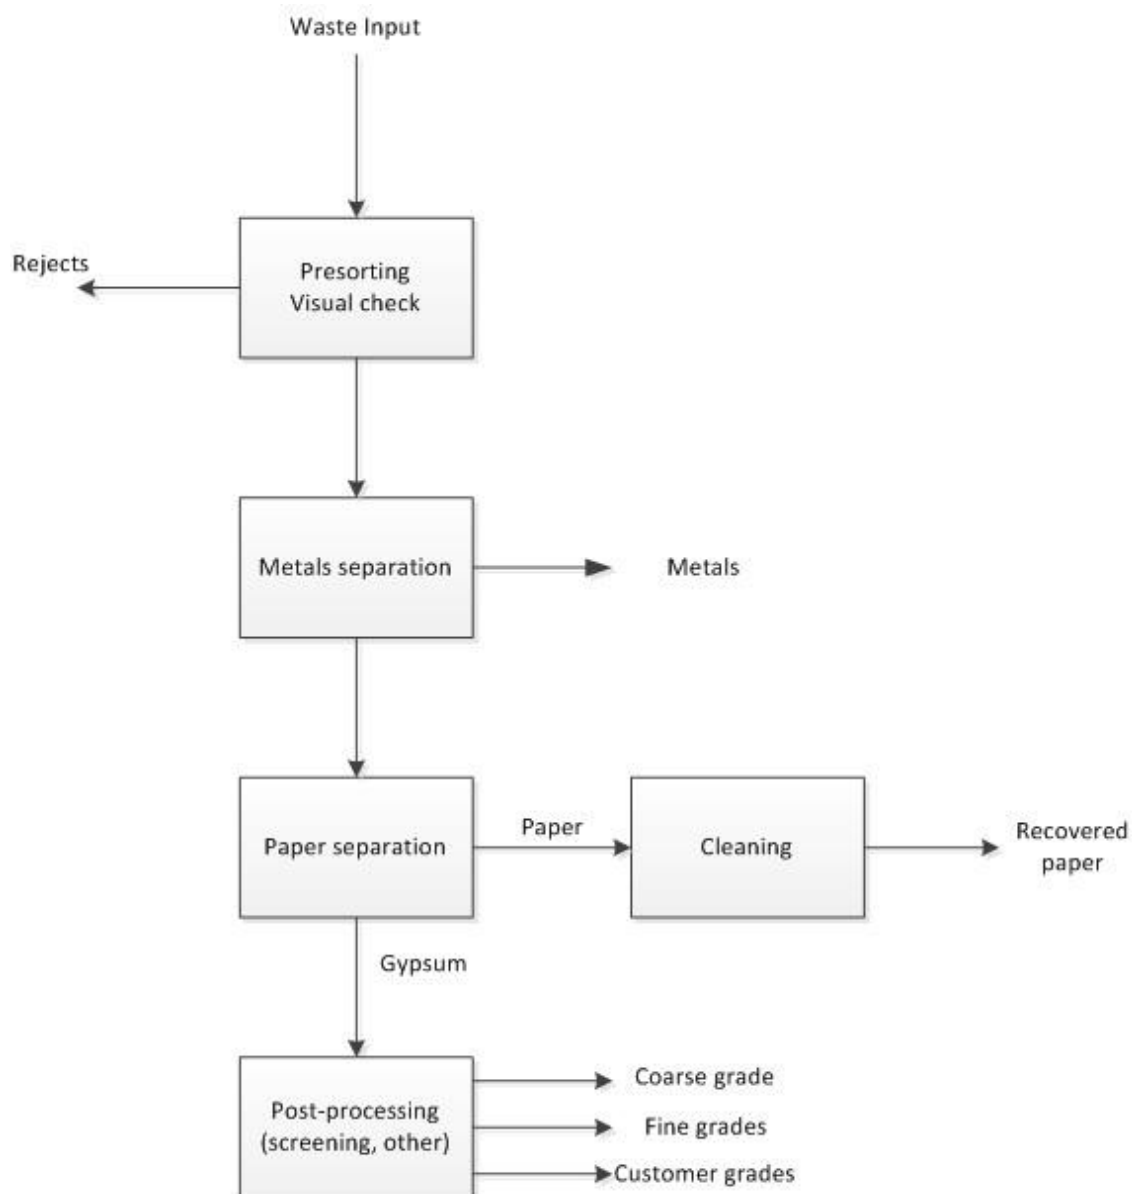 Waste Input
Rejects
Presorting
Visual check
Metals separation
Metals
Paper separation
Paper
Cleaning
Recovered
paper
Gypsum
Post-processing
(screening, other)
Coarse grade
Fine grades
Customer grades